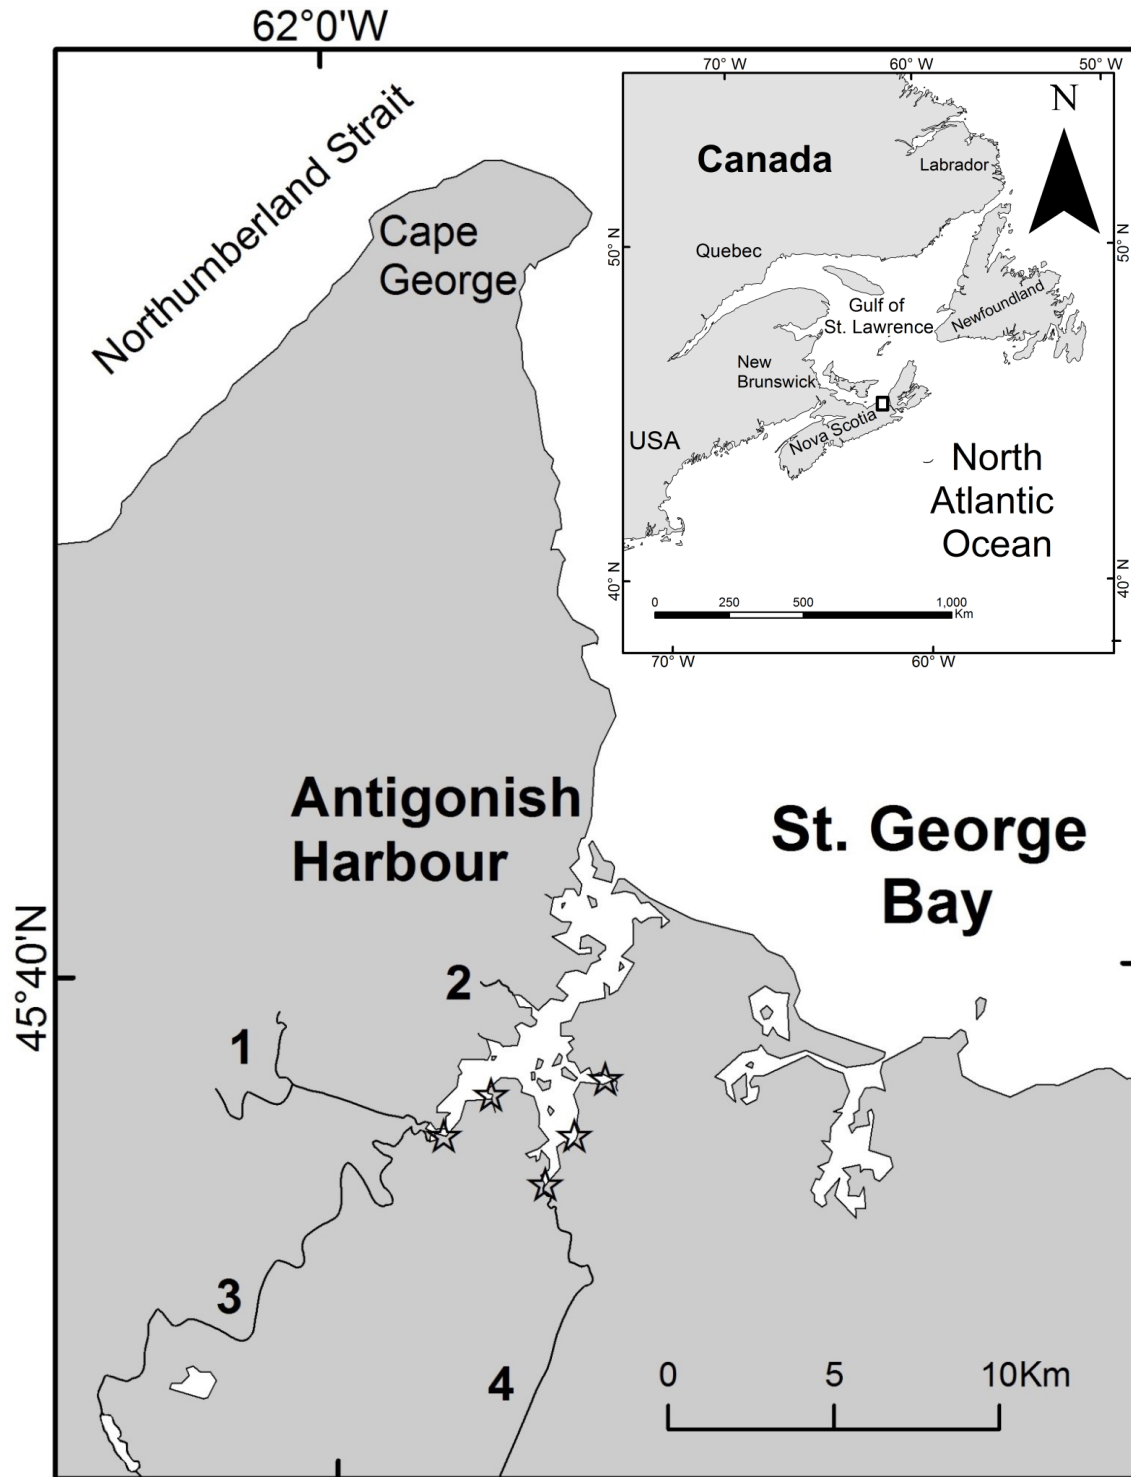 62°0'W
Northumberland Strait
Cape
George
70° W
60° W
50° W
N
Canada
Labrador
50° N
50° N
Quebec
Gulf of
St. Lawrence
Newfoundland
New
Brunswick
Nova Scotia
USA
North
Atlantic
Ocean
40° N
40° N
0
250
500
1,000
Km
70° W
60° W
Antigonish
Harbour
St. George
Bay
45°40'N
2
1
3
4
0
5
10Km